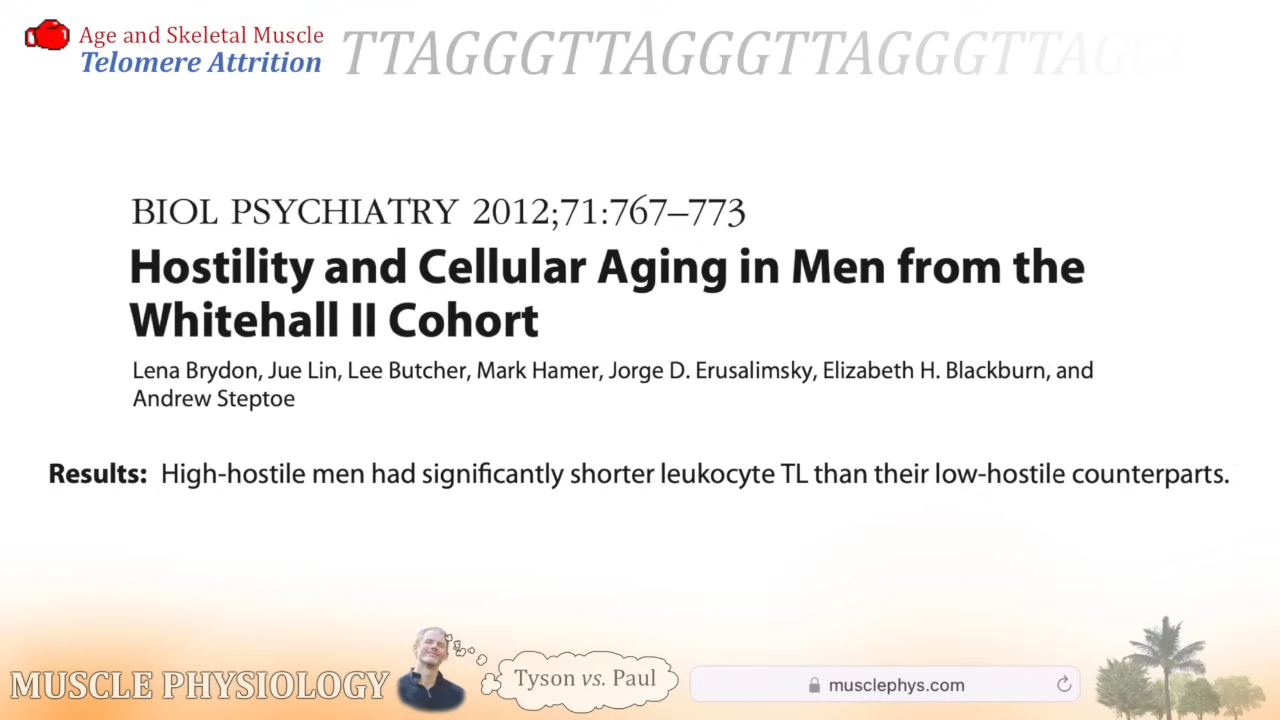 Age and Skeletal Muscle
Telomere Attrition
TTAGGGTTAGGGTTAGGGTTAGG
BIOL PSYCHIATRY 2012;71:767–773
Hostility and Cellular Aging in Men from the
Whitehall II Cohort
Lena Brydon, Jue Lin, Lee Butcher, Mark Hamer, Jorge D. Erusalimsky, Elizabeth H. Blackburn, and
Andrew Steptoe
Results: High-hostile men had significantly shorter leukocyte TL than their low-hostile counterparts.
MUSCLE PHYSIOLOGY
Tyson vs. Paul
musclephys.com